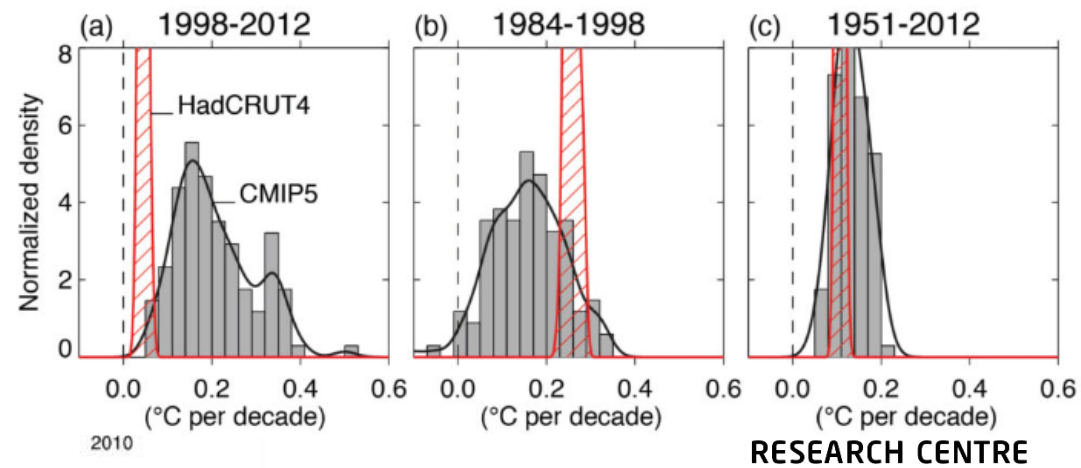 (a) 1998-2012
(b) 1984-1998
(c) 1951-2012
Normalized density
8
6
4
2
0
HadCRUT4
CMIP5
0.0 0.2 0.4 0.6
0.0 0.2 0.4 0.6
0.0 0.2 0.4 0.6
(°C per decade)
(°C per decade)
(°C per decade)
2010
RESEARCH CENTRE